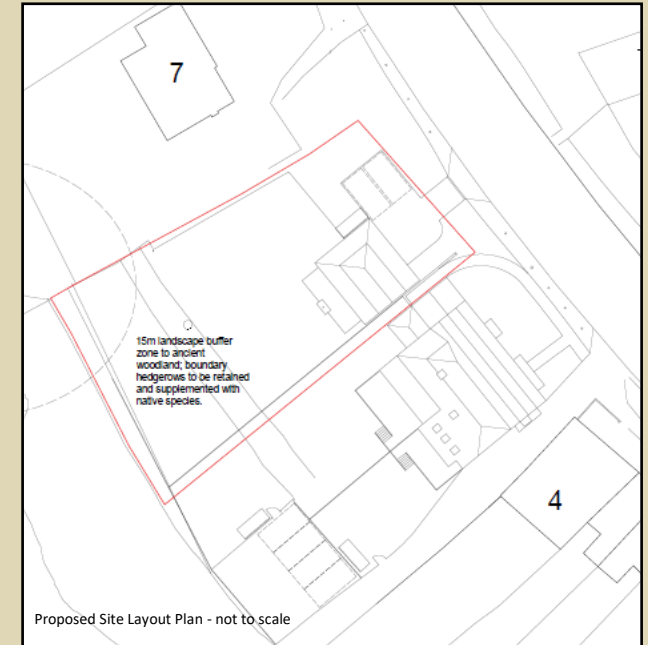 7
15m landscape buffer
zone to ancient
woodland; boundary
hedgerows to be retained
and supplemented with
native species.
4
Proposed Site Layout Plan - not to scale